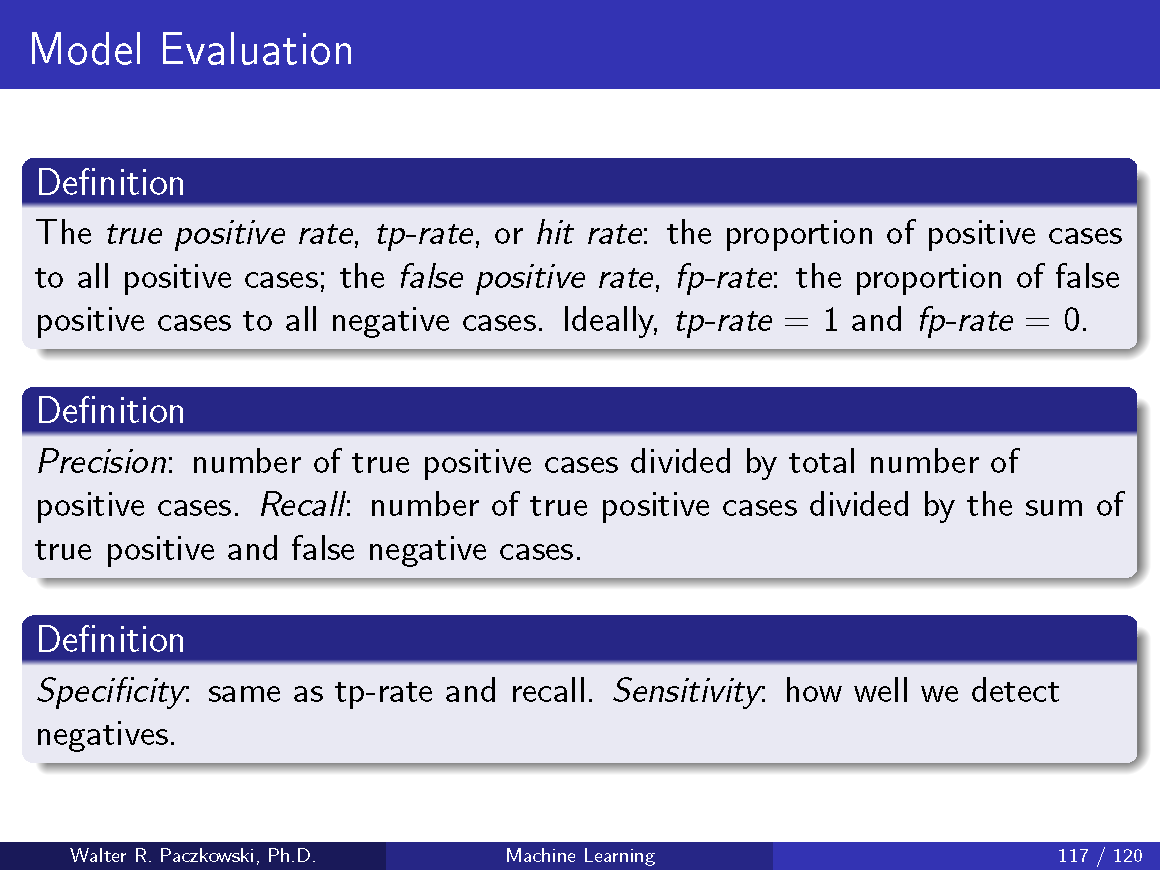 Model Evaluation
Definition
The true positive rate, tp-rate, or hit rate: the proportion of positive cases
to all positive cases; the false positive rate, fp-rate: the proportion of false
positive cases to all negative cases. Ideally, tp-rate = 1 and fp-rate = 0.
Definition
Precision: number of true positive cases divided by total number of
positive cases. Recall: number of true positive cases divided by the sum of
true positive and false negative cases.
Definition
Specificity: same as tp-rate and recall. Sensitivity: how well we detect
negatives.
Walter R. Paczkowski, Ph.D. Machine Learning 117 / 120